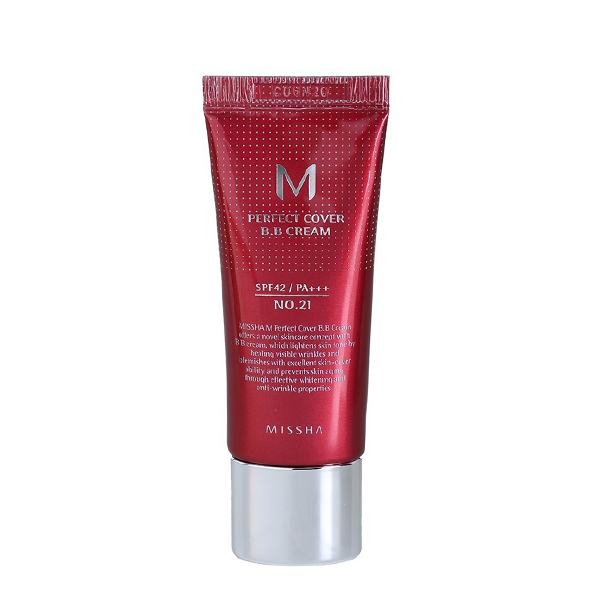 M
PERFECT COVER
B.B CREAM
SPF42 / PA+++
NO.21
MISSHA M Perfect Cover B.B Cream
offers a novel skincare concept with
B.B cream, which lightens skin tone by
healing visible wrinkles and
blemishes with excellent skin-cover
ability and prevents skin aging
through effective whitening and
anti-wrinkle properties
MISSHA